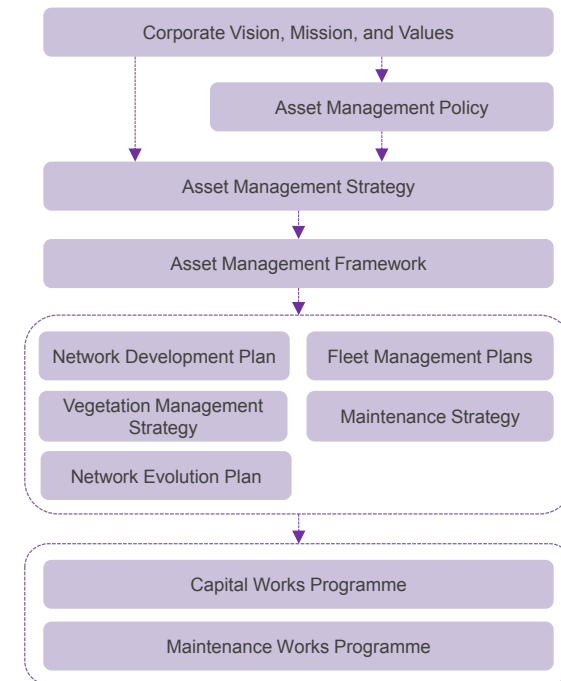 Corporate Vision, Mission, and Values
Asset Management Policy
Asset Management Strategy
Asset Management Framework
Network Development Plan
Fleet Management Plans
Vegetation Management
Strategy
Maintenance Strategy
Network Evolution Plan
Capital Works Programme
Maintenance Works Programme